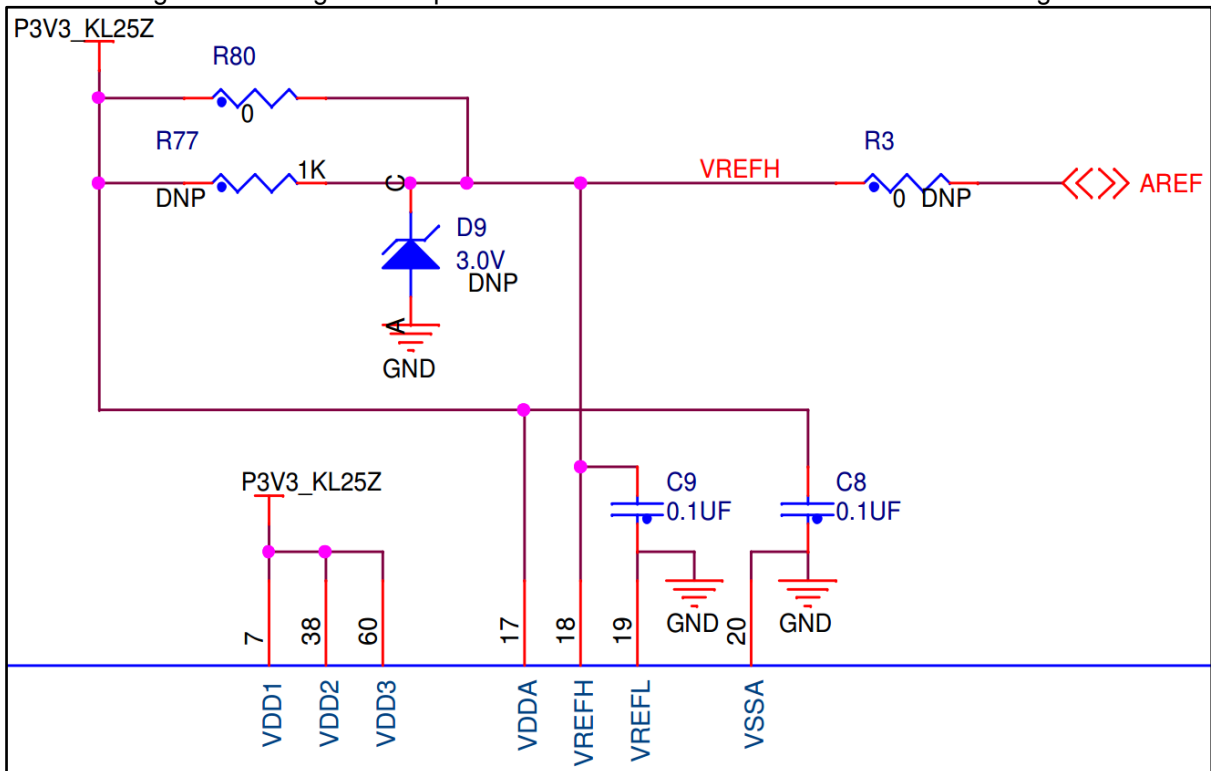 P3V3_KL25Z
R80
0
R77
1K
DNP
C
VREFH
R3
0 DNP
AREF
D9
3.0V
DNP
A
GND
P3V3_KL25Z
C9
0.1UF
C8
0.1UF
GND
GND
7
38
60
17
18
19
20
VDD1
VDD2
VDD3
VDDA
VREFH
VREFL
VSSA